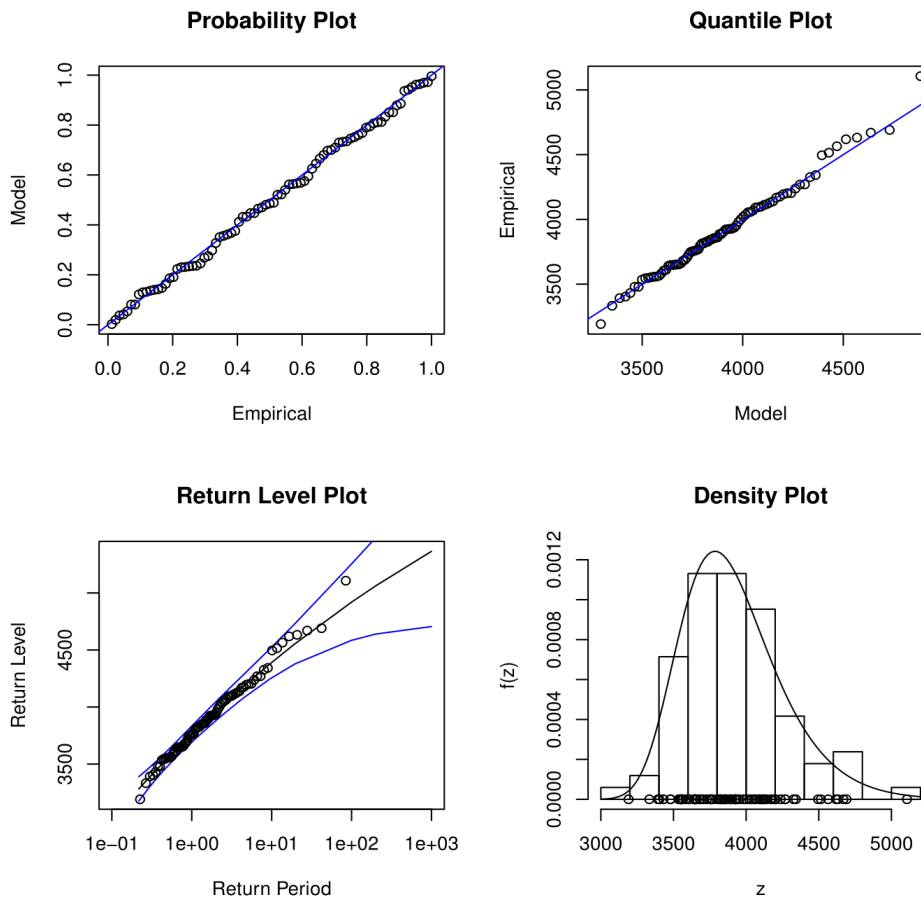 Probability Plot
Model
0.0 0.2 0.4 0.6 0.8 1.0
0.0 0.2 0.4 0.6 0.8 1.0
Empirical
Quantile Plot
Empirical
3500 4000 4500 5000
3500 4000 4500
Model
Return Level Plot
Return Level
3500 4500
1e−01 1e+00 1e+01 1e+02 1e+03
Return Period
Density Plot
f(z)
0.0000 0.0004 0.0008 0.0012
3000 3500 4000 4500 5000
z